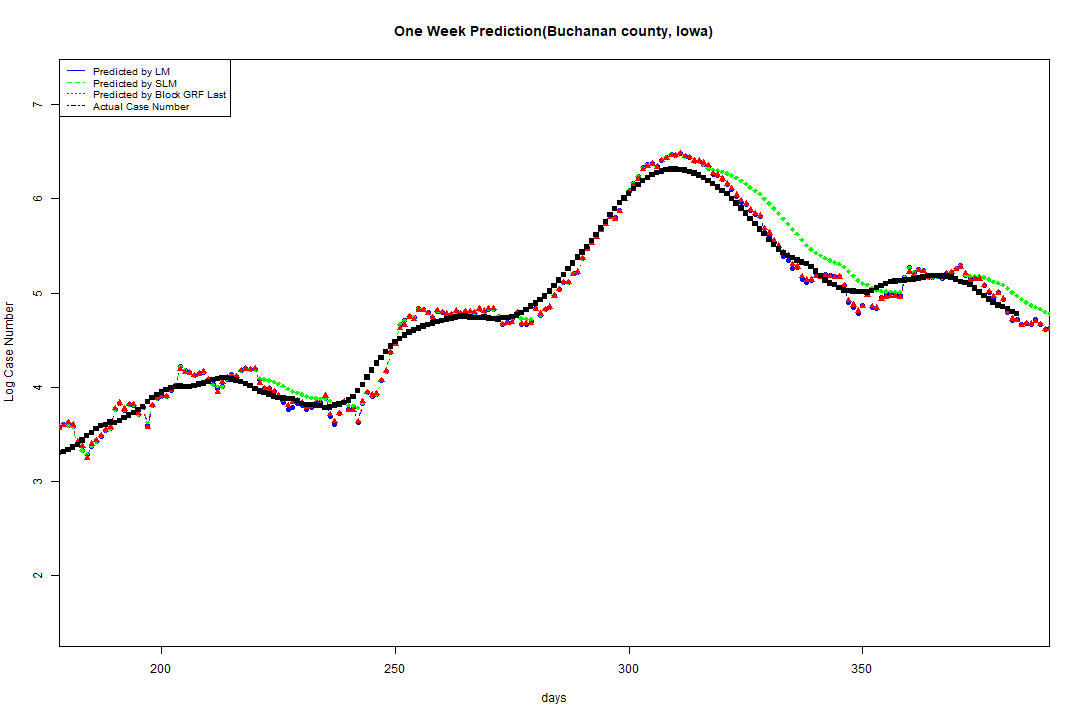 One Week Prediction(Buchanan county, Iowa)
Predicted by LM
Predicted by SLM
Predicted by Block GRF Last
Actual Case Number
7
6
5
4
3
2
Log Case Number
200 250 300 350
days